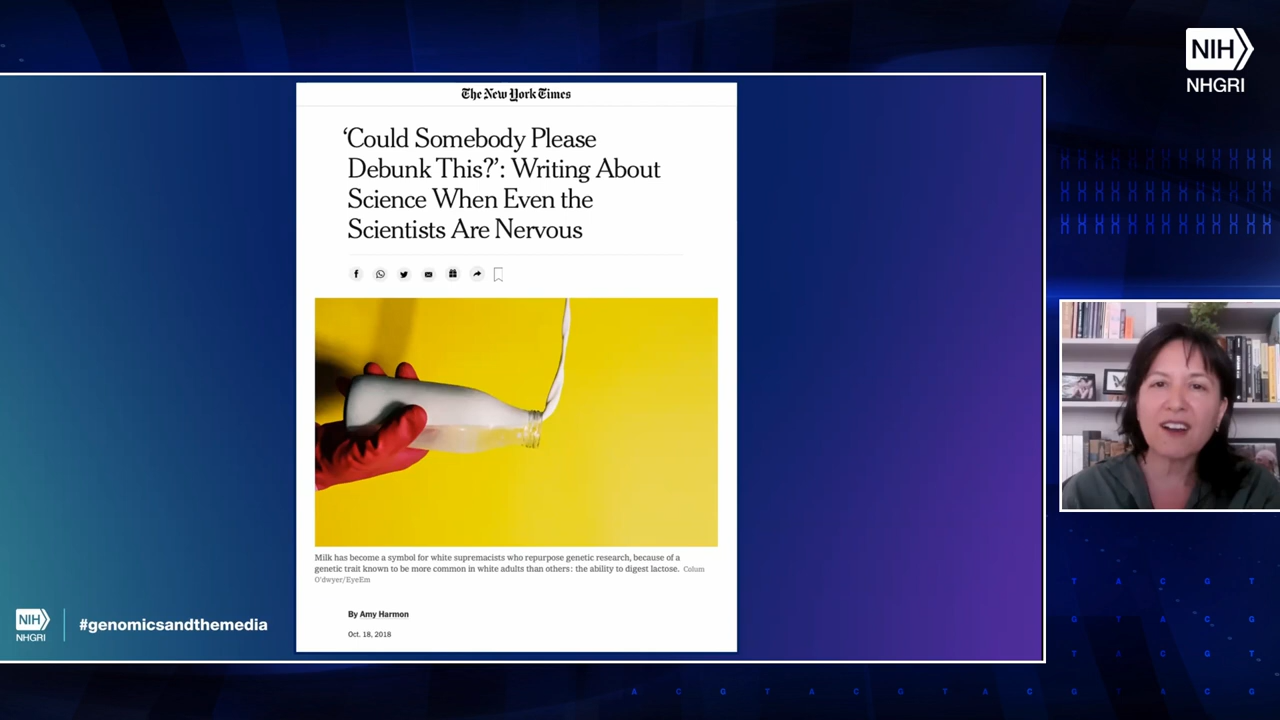 NIH
NHGRI
The New York Times
‘Could Somebody Please
Debunk This?’: Writing About
Science When Even the
Scientists Are Nervous
Milk has become a symbol for white supremacists who repurpose genetic research, because of a
genetic trait known to be more common in white adults than others: the ability to digest lactose. Colum
O'dwyer/EyeEm
By Amy Harmon
Oct. 18, 2018
NIH
NHGRI
#genomicsandthemedia
T A C G T
T A C G T
T A C G T
A C G T A C G T A C G T A C G